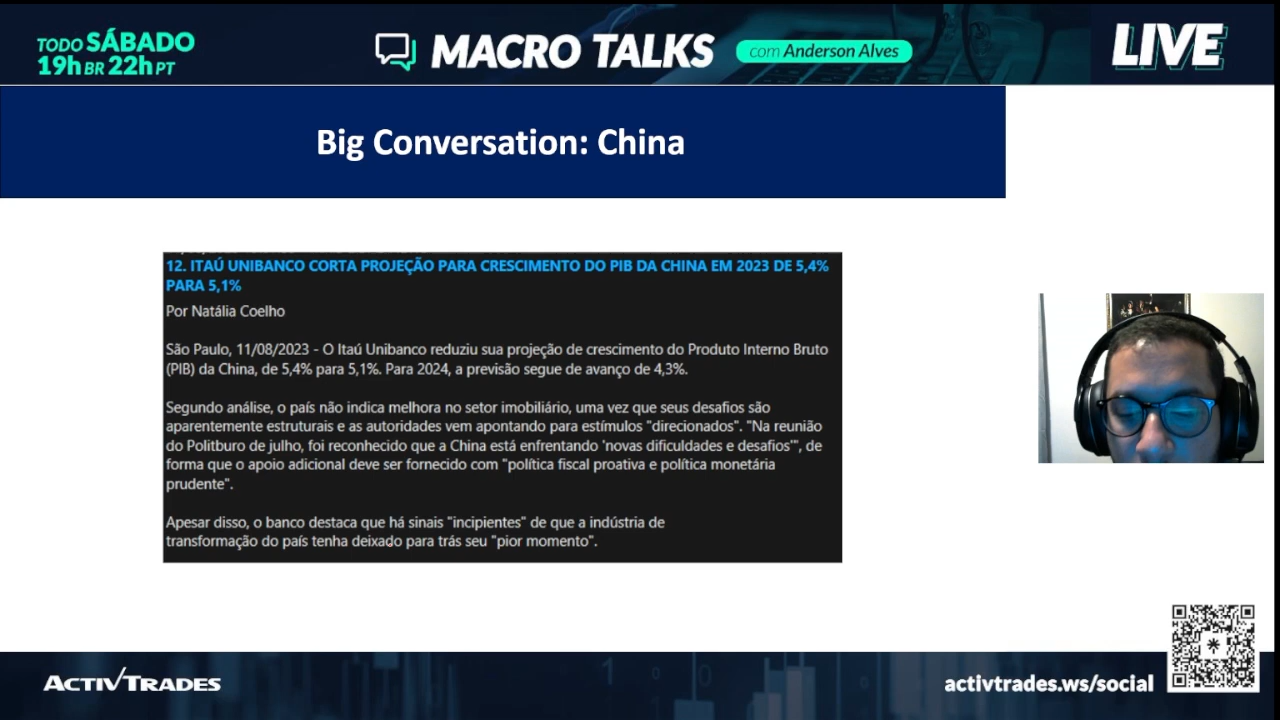 TODO SÁBADO
19h BR 22h PT
MACRO TALKS
com Anderson Alves
LIVE
Big Conversation: China
12. ITAÚ UNIBANCO CORTA PROJEÇÃO PARA CRESCIMENTO DO PIB DA CHINA EM 2023 DE 5,4%
PARA 5,1%
Por Natália Coelho
São Paulo, 11/08/2023 - O Itaú Unibanco reduziu sua projeção de crescimento do Produto Interno Bruto
(PIB) da China, de 5,4% para 5,1%. Para 2024, a previsão segue de avanço de 4,3%.
Segundo análise, o país não indica melhora no setor imobiliário, uma vez que seus desafios são
aparentemente estruturais e as autoridades vem apontando para estímulos "direcionados". "Na reunião
do Politburo de julho, foi reconhecido que a China está enfrentando 'novas dificuldades e desafios'", de
forma que o apoio adicional deve ser fornecido com "política fiscal proativa e política monetária
prudente".
Apesar disso, o banco destaca que há sinais "incipientes" de que a indústria de
transformação do país tenha deixado para trás seu "pior momento".
ACTIVTRADES
activtrades.ws/social